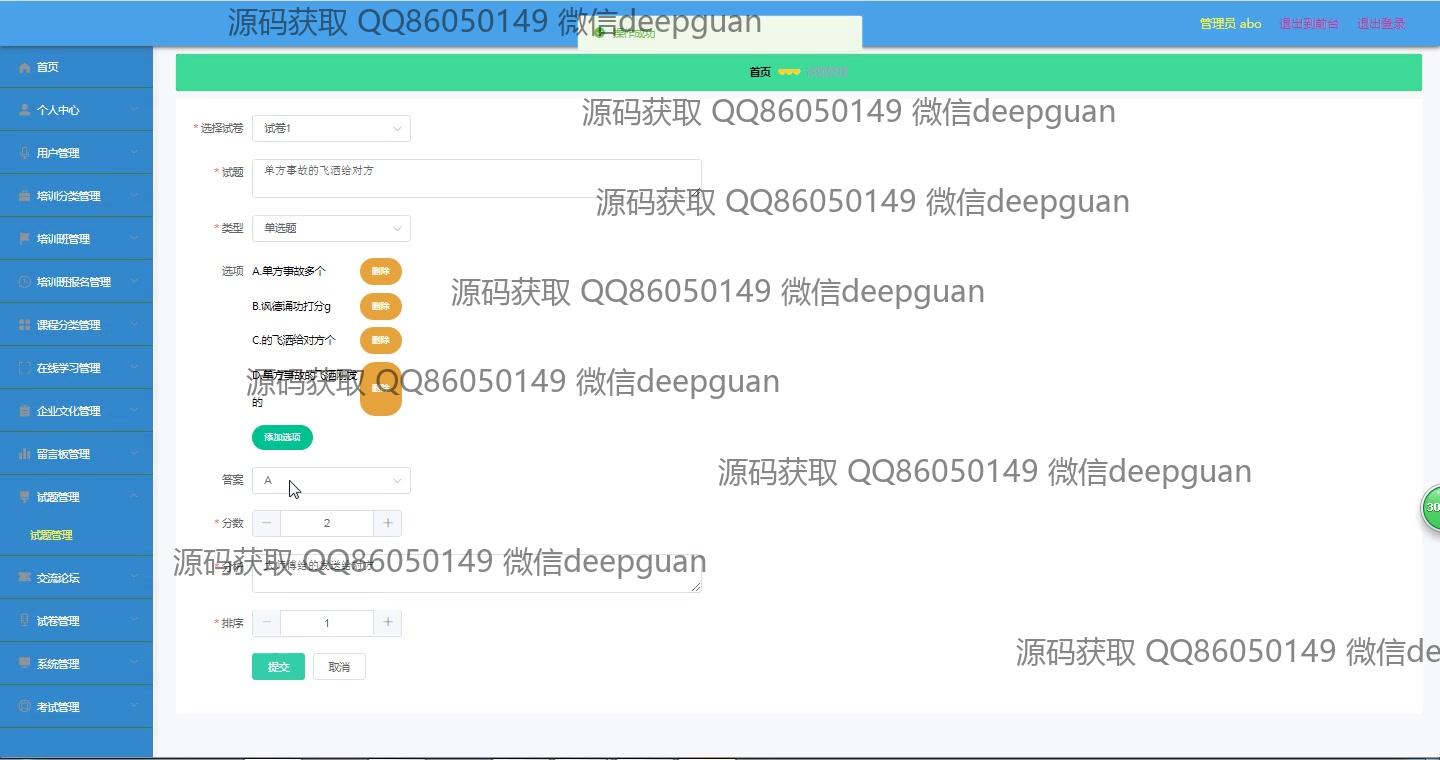 源码获取 QQ86050149 微信deepguan
操作成功
管理员 abo 退出到前台 退出登录
首页
个人中心
用户管理
培训分类管理
培训班管理
培训班报名管理
课程分类管理
在线学习管理
企业文化管理
留言板管理
试题管理
试题管理
交流论坛
试卷管理
系统管理
考试管理
首页 试题管理
源码获取 QQ86050149 微信deepguan
* 选择试卷 试卷1
* 试题 单方事故的飞洒给对方
源码获取 QQ86050149 微信deepguan
* 类型 单选题
选项 A.单方事故多个 删除
源码获取 QQ86050149 微信deepguan
B.讽德诵功打分g 删除
C.的飞洒给对方个 删除
D.单方事故的飞洒 的 删除
源码获取 QQ86050149 微信deepguan
添加选项
源码获取 QQ86050149 微信deepguan
答案 A
* 分数 2
源码获取 QQ86050149 微信deepguan
* 排序 1
源码获取 QQ86050149 微信de
提交 取消
30